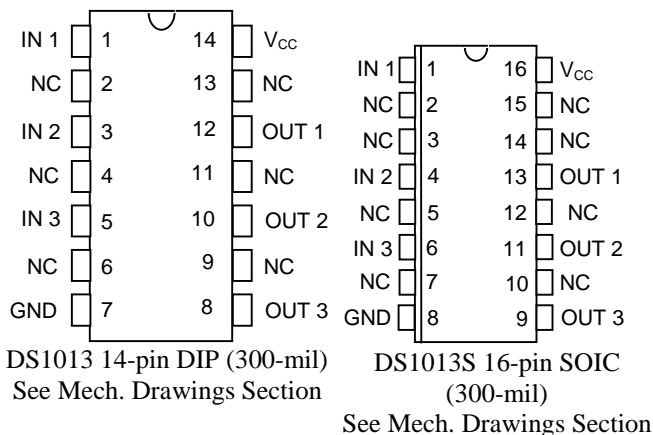 IN 1 1 14 VCC
NC 2 13 NC
IN 2 3 12 OUT 1
NC 4 11 NC
IN 3 5 10 OUT 2
NC 6 9 NC
GND 7 8 OUT 3
DS1013 14-pin DIP (300-mil)
See Mech. Drawings Section
IN 1 1 16 VCC
NC 2 15 NC
NC 3 14 NC
IN 2 4 13 OUT 1
NC 5 12 NC
IN 3 6 11 OUT 2
NC 7 10 NC
GND 8 9 OUT 3
DS1013S 16-pin SOIC
(300-mil)
See Mech. Drawings Section